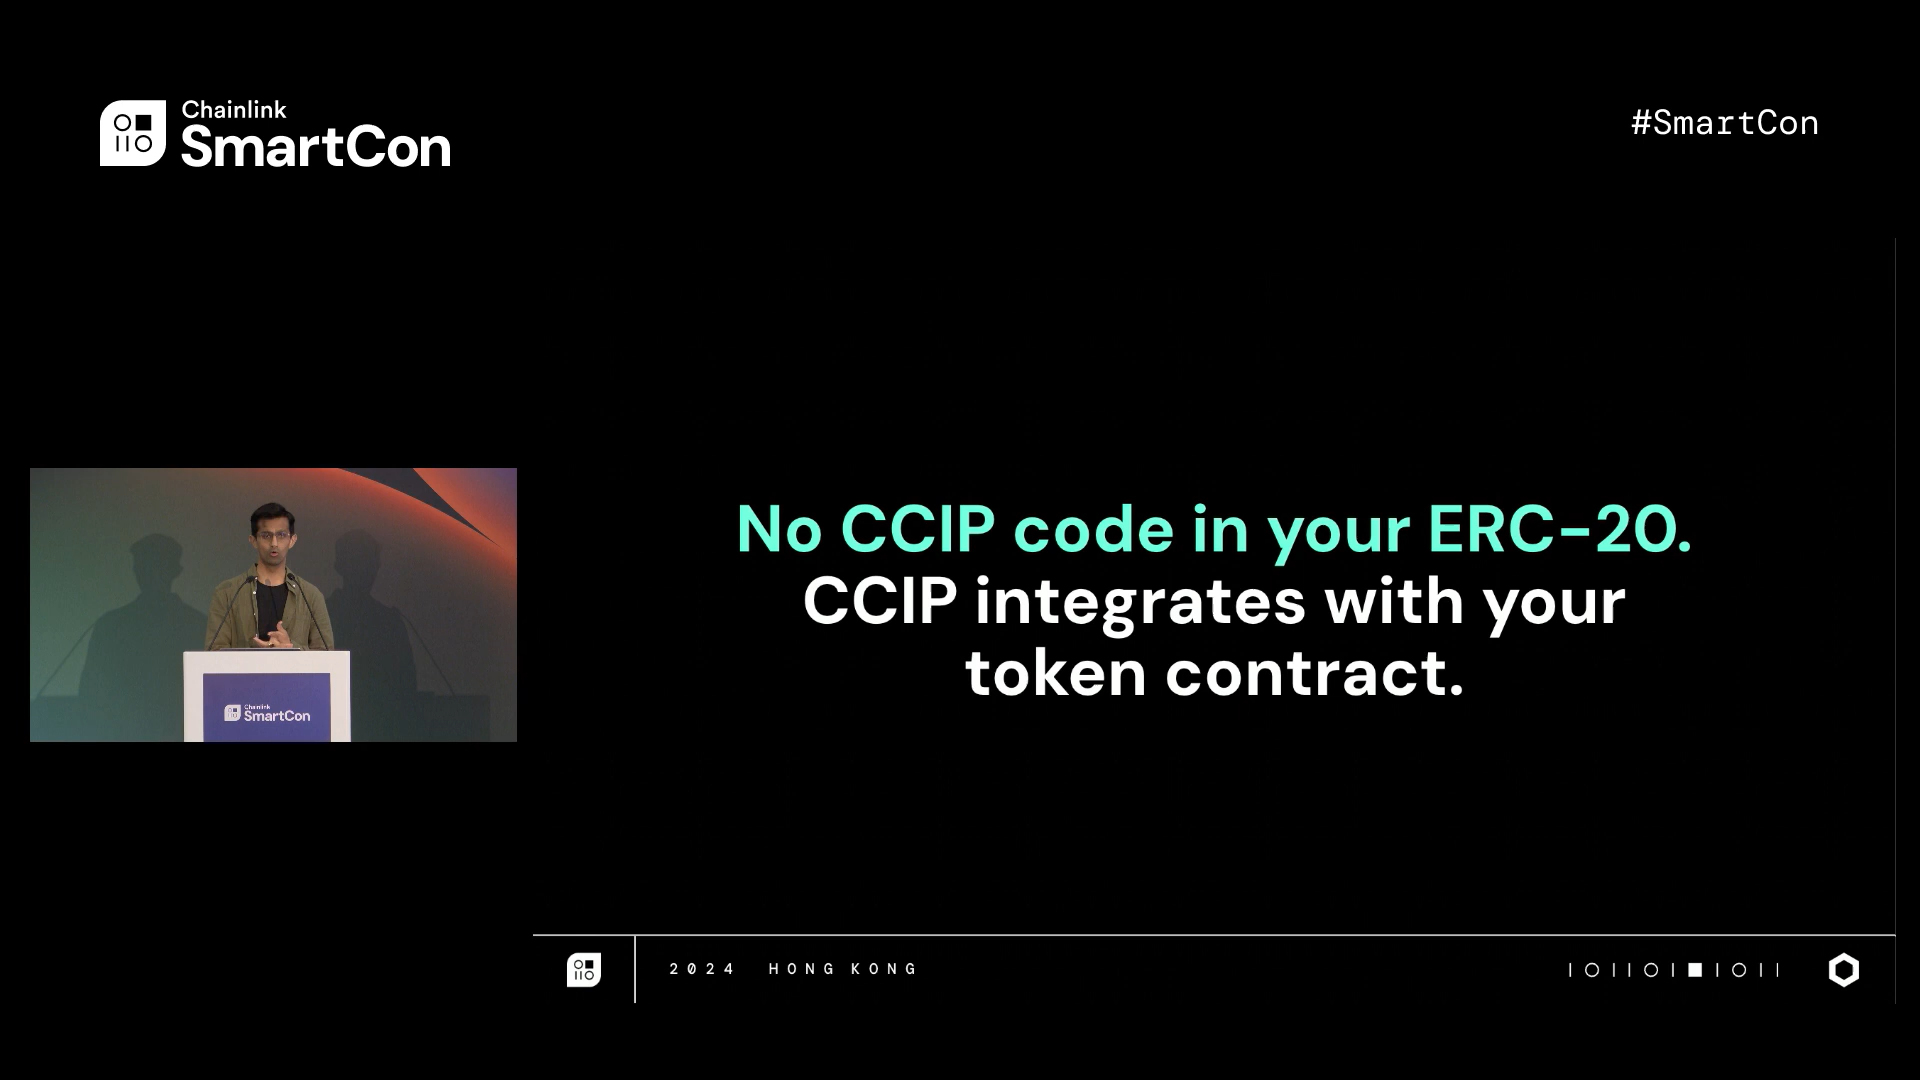 Chainlink
SmartCon
#SmartCon
No CCIP code in your ERC-20.
CCIP integrates with your
token contract.
Chainlink
SmartCon
2024 HONG KONG